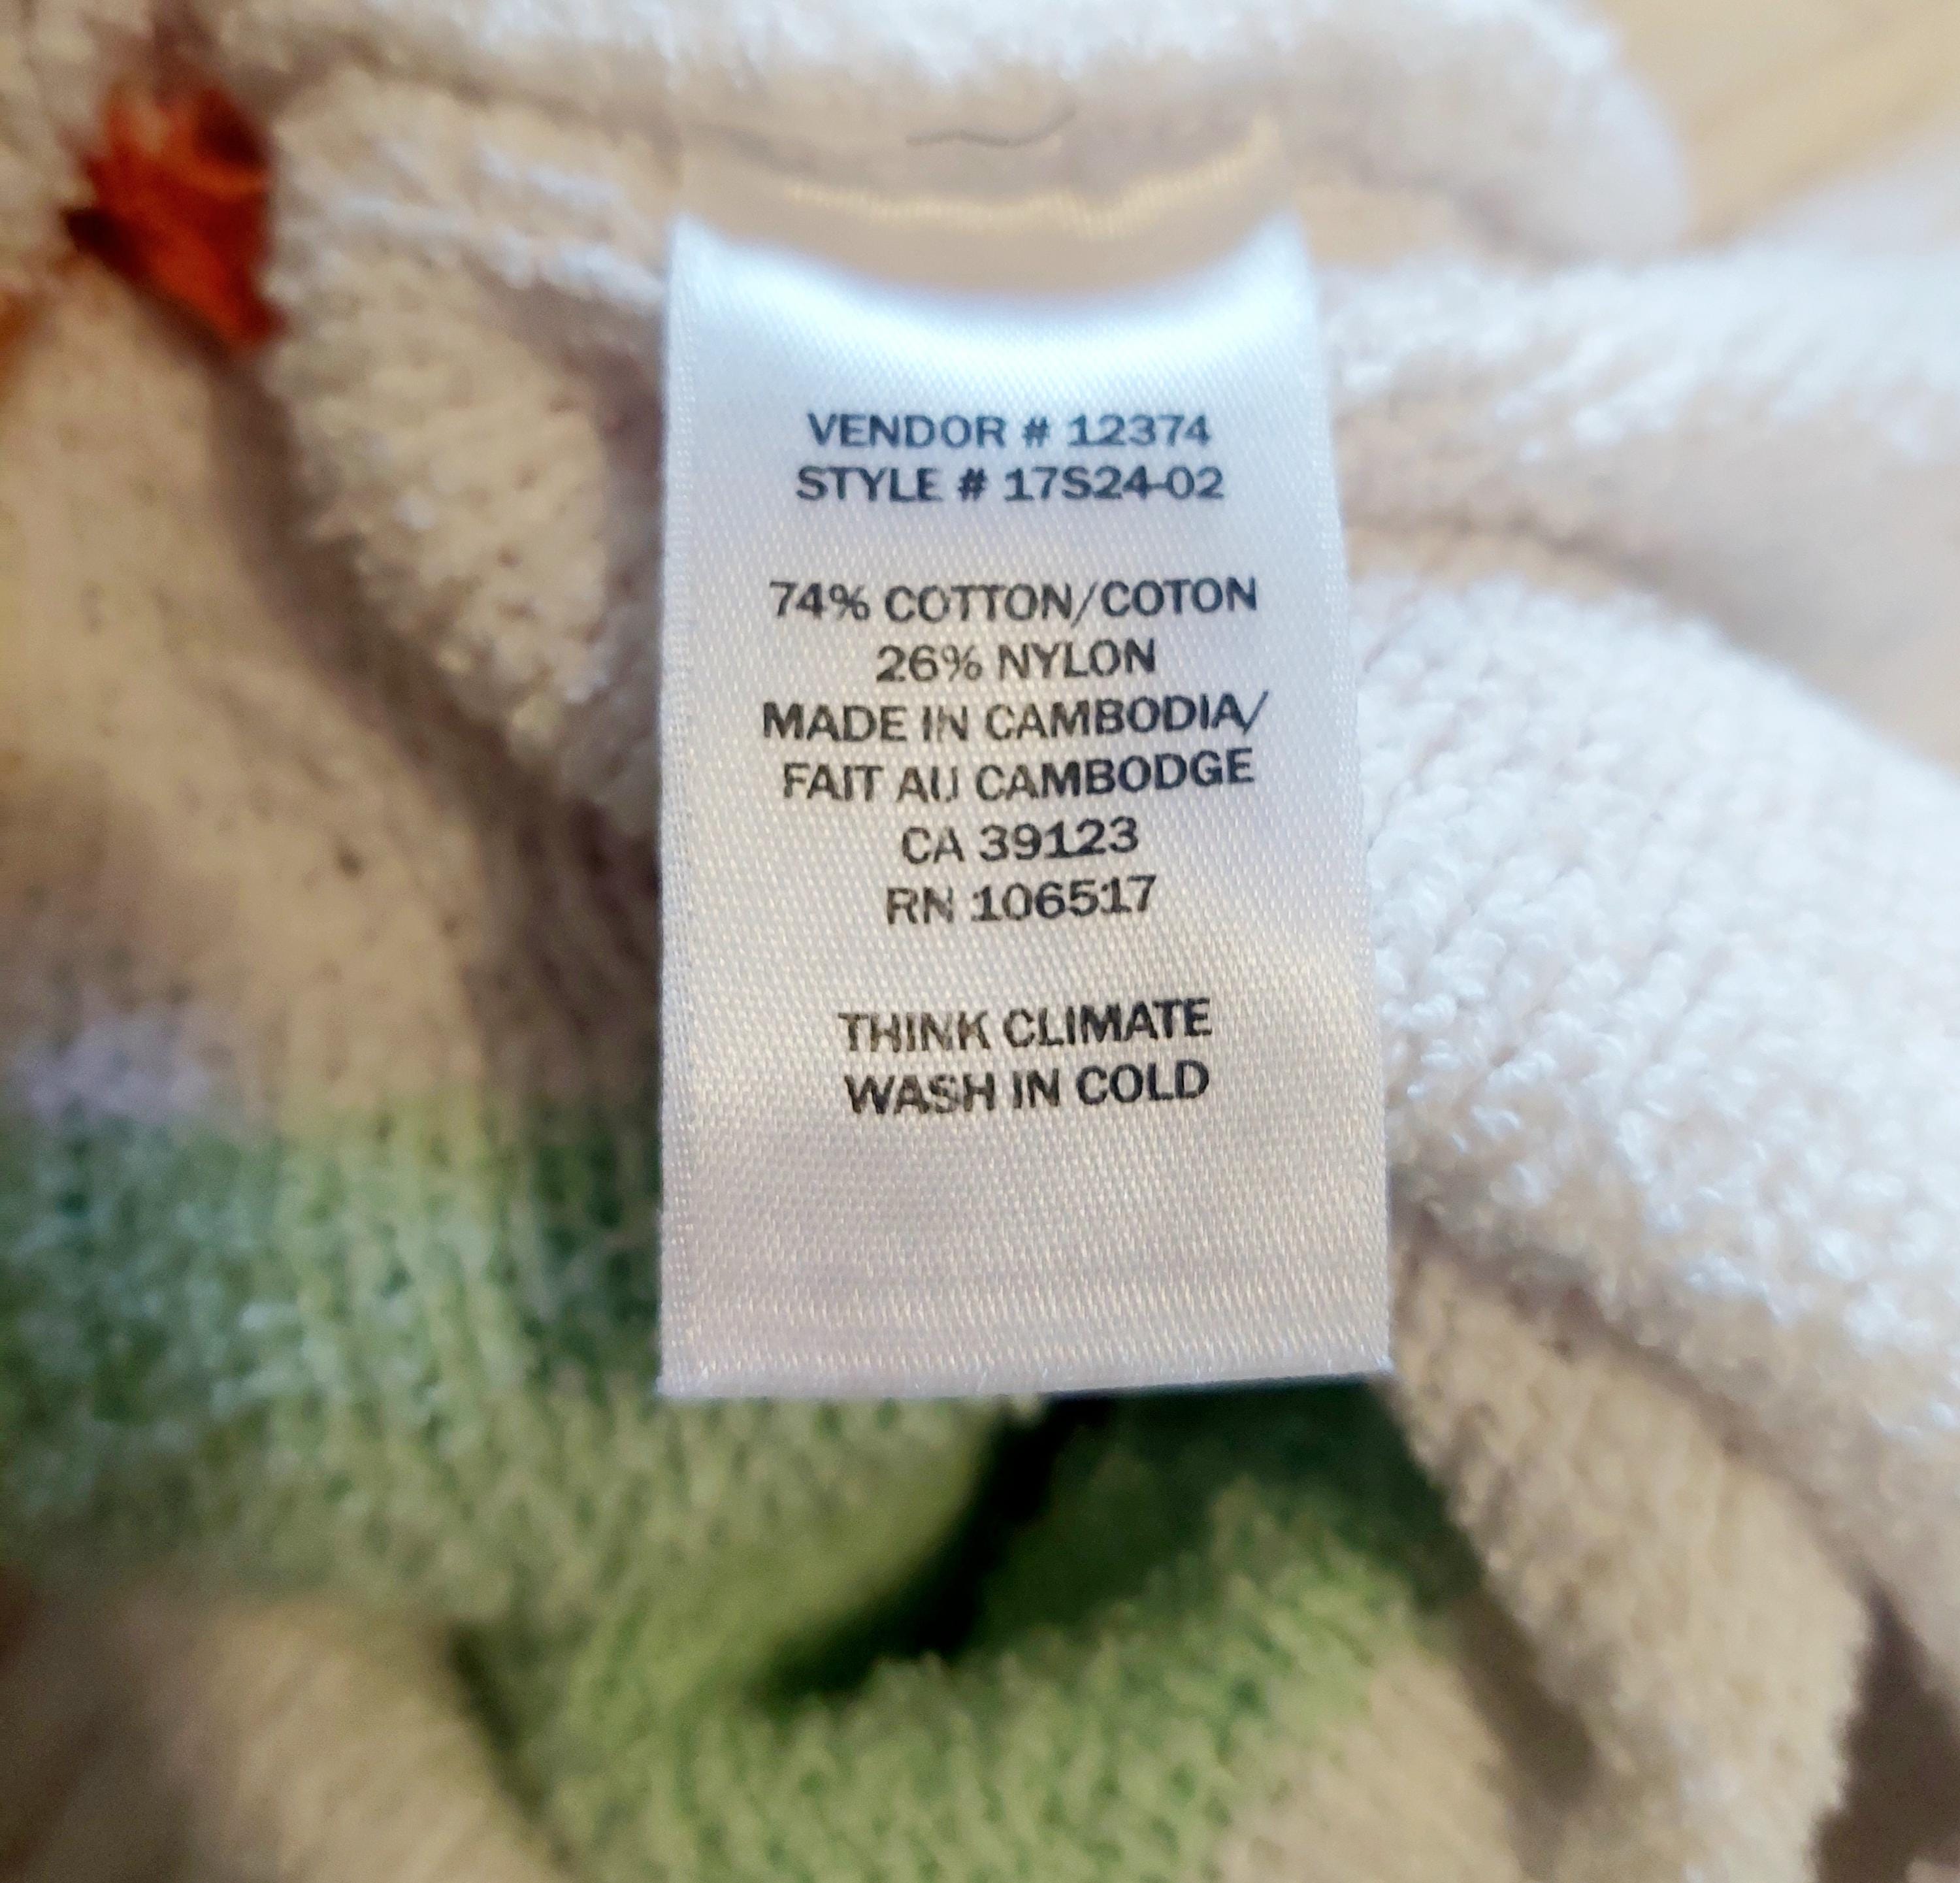 VENDOR # 12374
STYLE # 17S24-02
74% COTTON/COTON
26% NYLON
MADE IN CAMBODIA/
FAIT AU CAMBODGE
CA 39123
RN 106517
THINK CLIMATE
WASH IN COLD